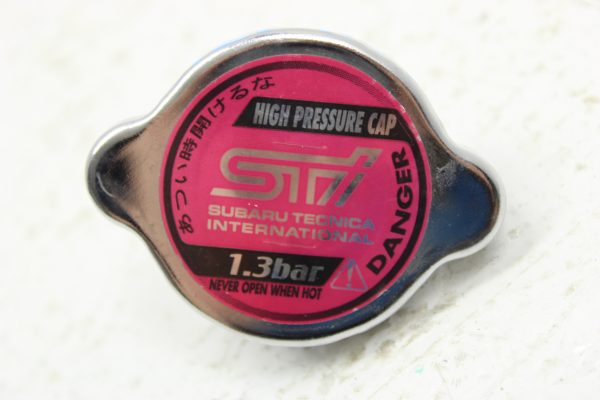 あつい時開けるな
HIGH PRESSURE CAP
STI
SUBARU TECNICA
INTERNATIONAL
DANGER
1.3bar
NEVER OPEN WHEN HOT